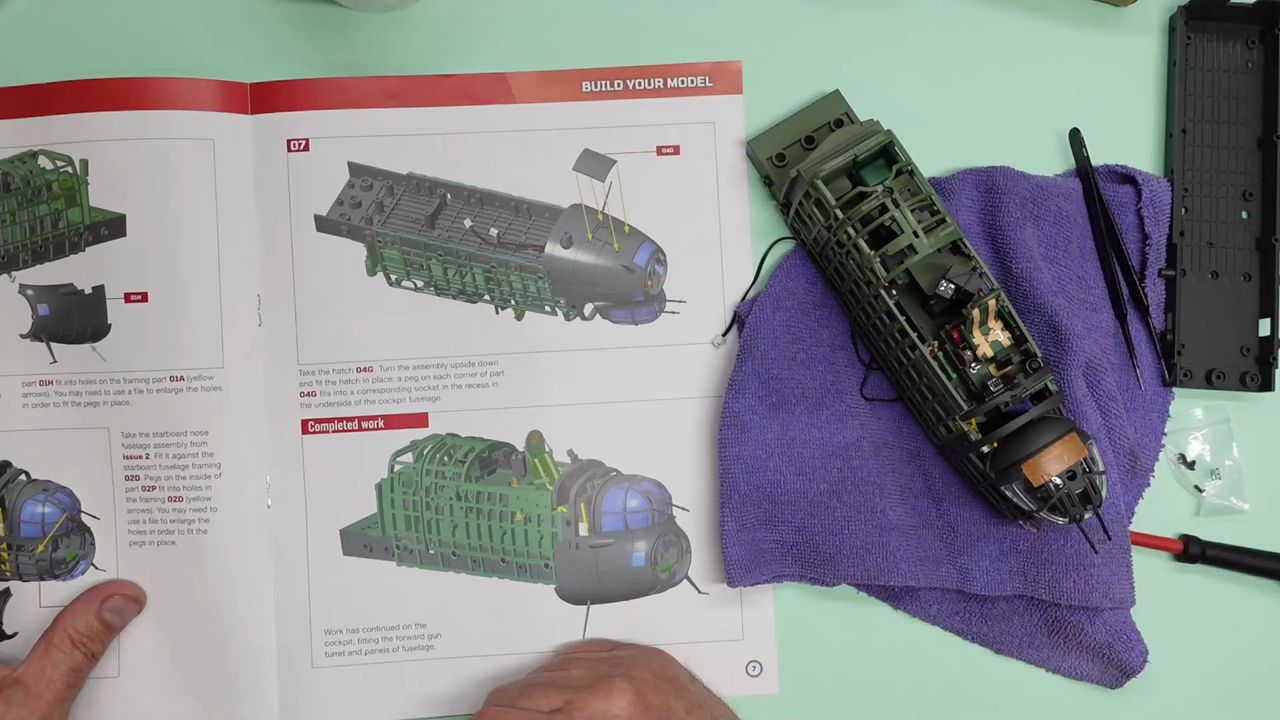 BUILD YOUR MODEL
01H
part 01H fit into holes on the framing part 01A (yellow
arrows). You may need to use a file to enlarge the holes
in order to fit the pegs in place.
Take the starboard nose
fuselage assembly from
issue 2. Fit it against the
starboard fuselage framing
02D. Pegs on the inside of
part 02P fit into holes in
the framing 02D (yellow
arrows). You may need to
use a file to enlarge the
holes in order to fit the
pegs in place.
07
04G
Take the hatch 04G. Turn the assembly upside down
and fit the hatch in place: a peg on each corner of part
04G fits into a corresponding socket in the recess in
the underside of the cockpit fuselage.
Completed work
Work has continued on the
cockpit, fitting the forward gun
turret and panels of fuselage.
7
BM